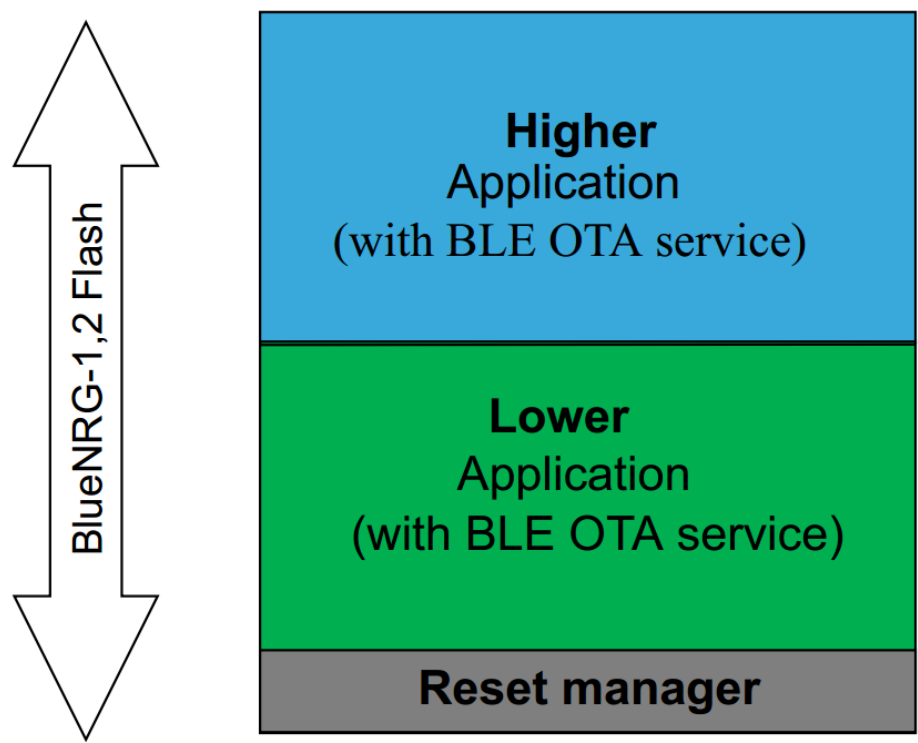 BlueNRG-1,2 Flash
Higher
Application
(with BLE OTA service)
Lower
Application
(with BLE OTA service)
Reset manager